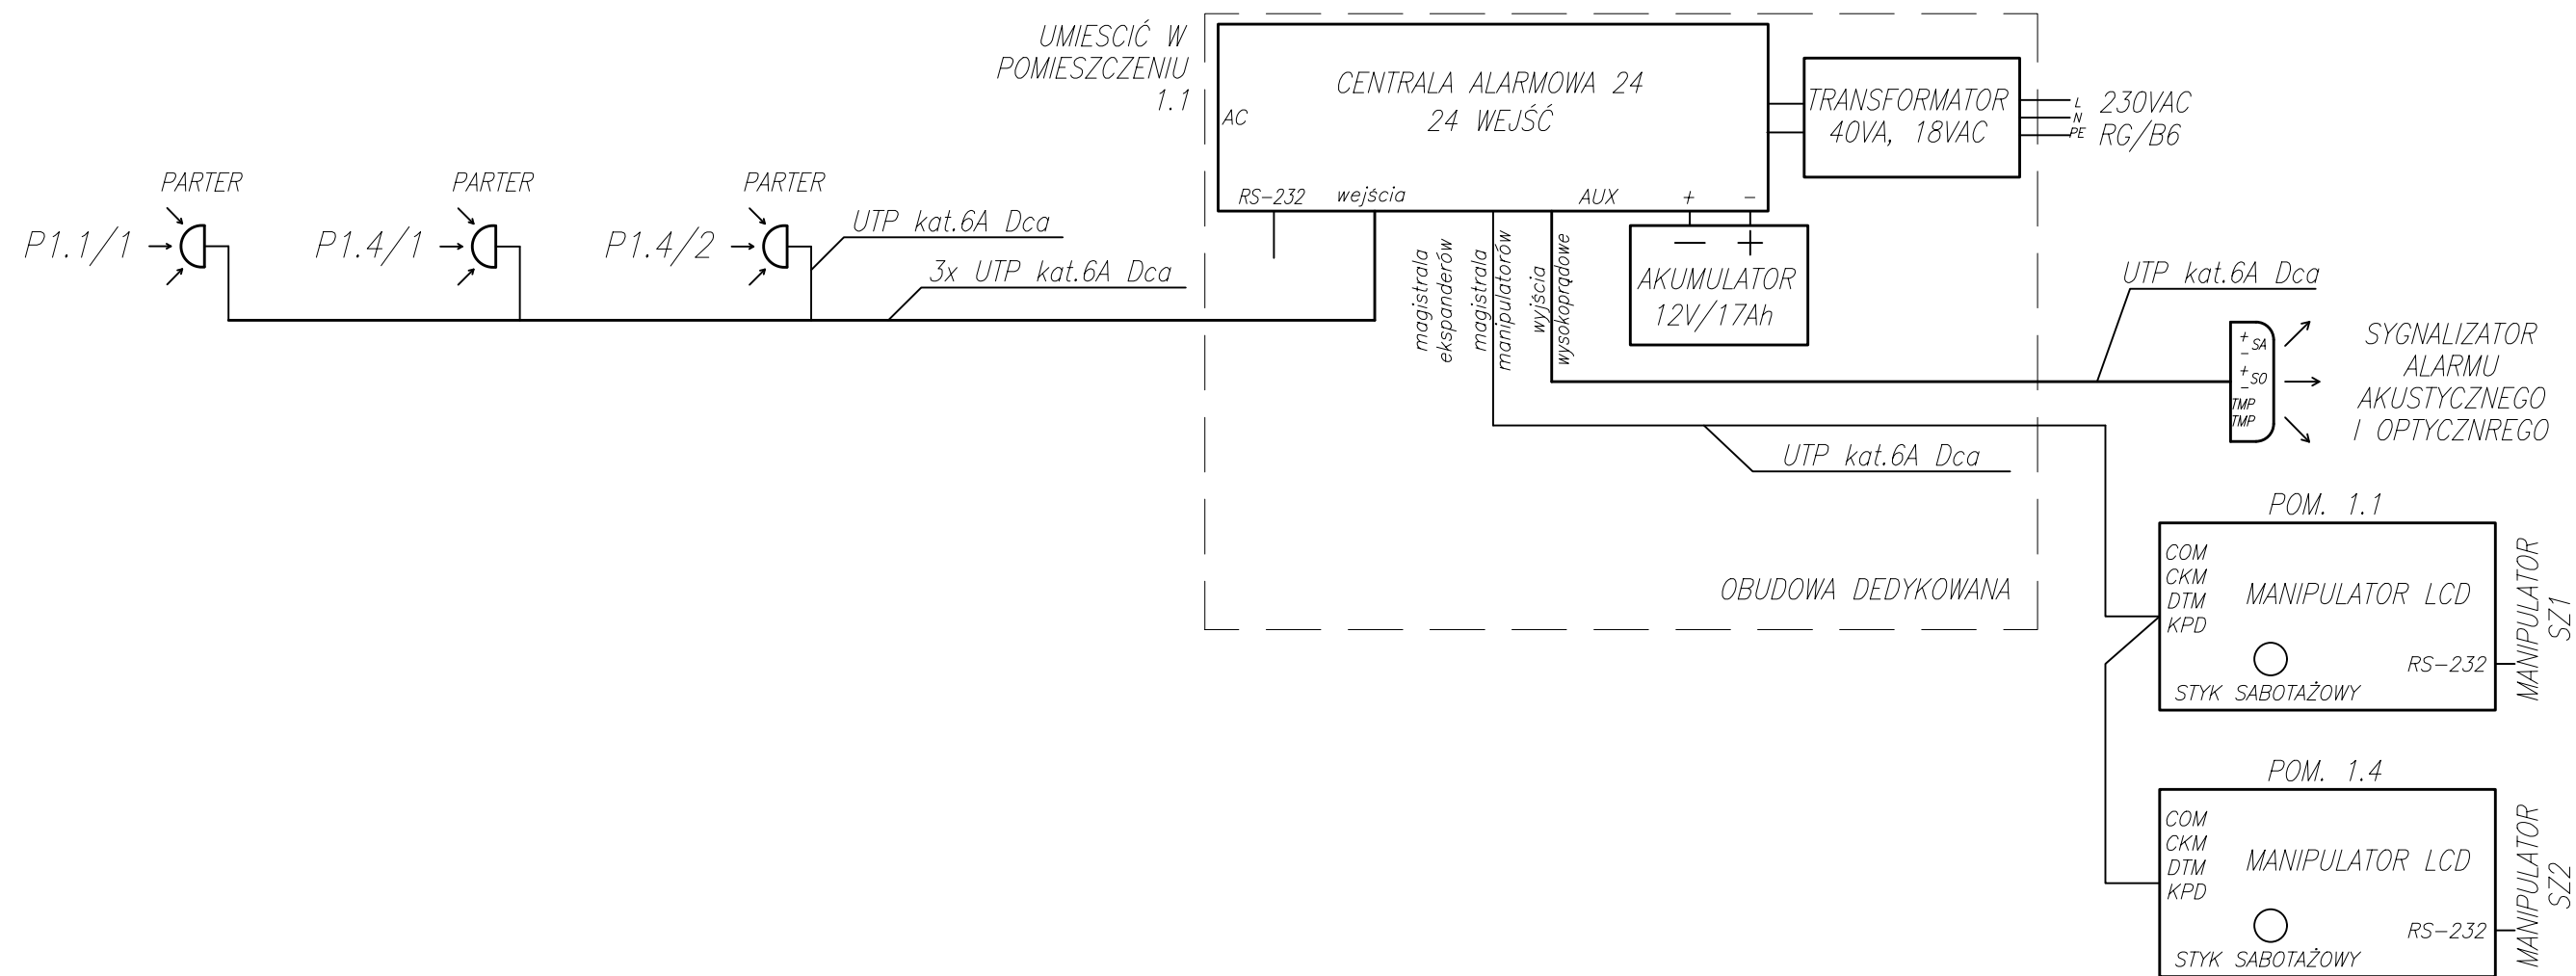 UMIESCIĆ W
POMIESZCZENIU
1.1
CENTRALA ALARMOWA 24
24 WEJŚĆ
AC
RS-232
wejścia
AUX
+
-
TRANSFORMATOR
40VA, 18VAC
L
N
PE
230VAC
RG/B6
PARTER
P1.1/1
PARTER
P1.4/1
PARTER
P1.4/2
UTP kat.6A Dca
3x UTP kat.6A Dca
magistrala
ekspanderów
magistrala
manipulatorów
wyjścia
wysokoprądowe
-
+
AKUMULATOR
12V/17Ah
UTP kat.6A Dca
+
-
SA
+
-
SO
TMP
TMP
SYGNALIZATOR
ALARMU
AKUSTYCZNEGO
I OPTYCZNREGO
UTP kat.6A Dca
OBUDOWA DEDYKOWANA
POM. 1.1
COM
CKM
DTM
KPD
MANIPULATOR LCD
RS-232
STYK SABOTAŻOWY
MANIPULATOR
SZ1
POM. 1.4
COM
CKM
DTM
KPD
MANIPULATOR LCD
RS-232
STYK SABOTAŻOWY
MANIPULATOR
SZ2